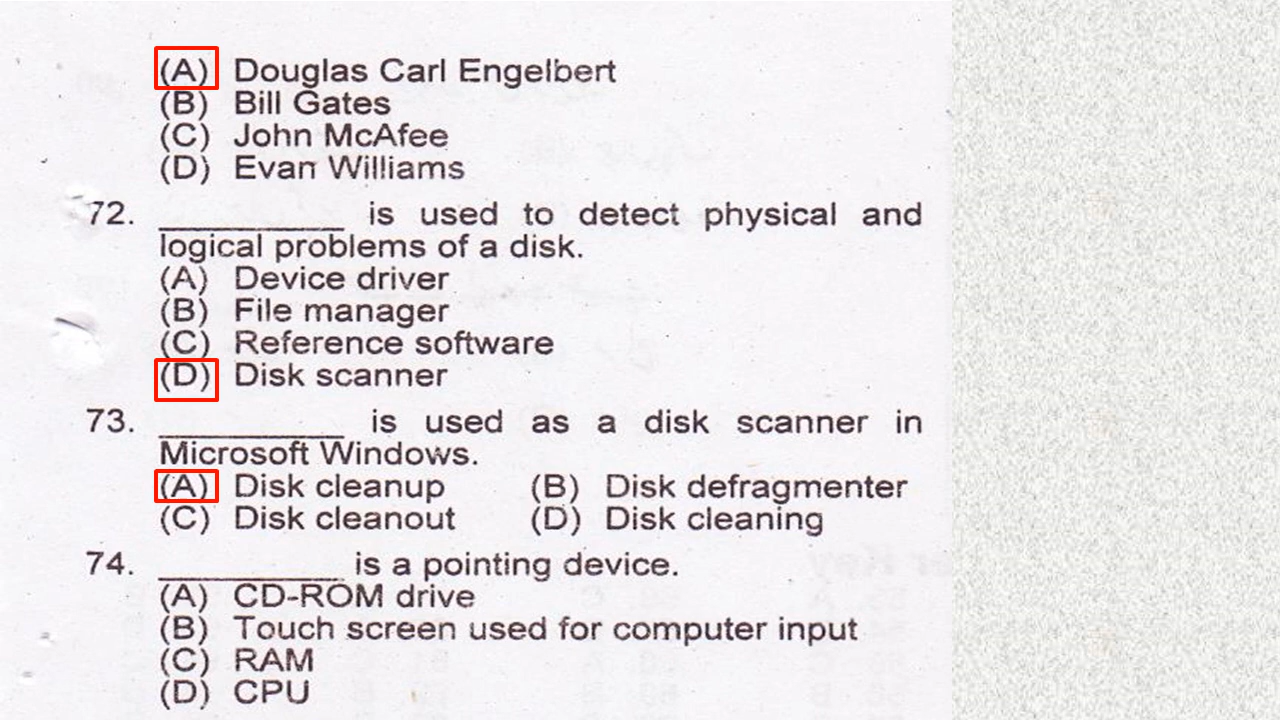 (A) Douglas Carl Engelbert
(B) Bill Gates
(C) John McAfee
(D) Evan Williams
72. __________ is used to detect physical and
logical problems of a disk.
(A) Device driver
(B) File manager
(C) Reference software
(D) Disk scanner
73. __________ is used as a disk scanner in
Microsoft Windows.
(A) Disk cleanup (B) Disk defragmenter
(C) Disk cleanout (D) Disk cleaning
74. __________ is a pointing device.
(A) CD-ROM drive
(B) Touch screen used for computer input
(C) RAM
(D) CPU